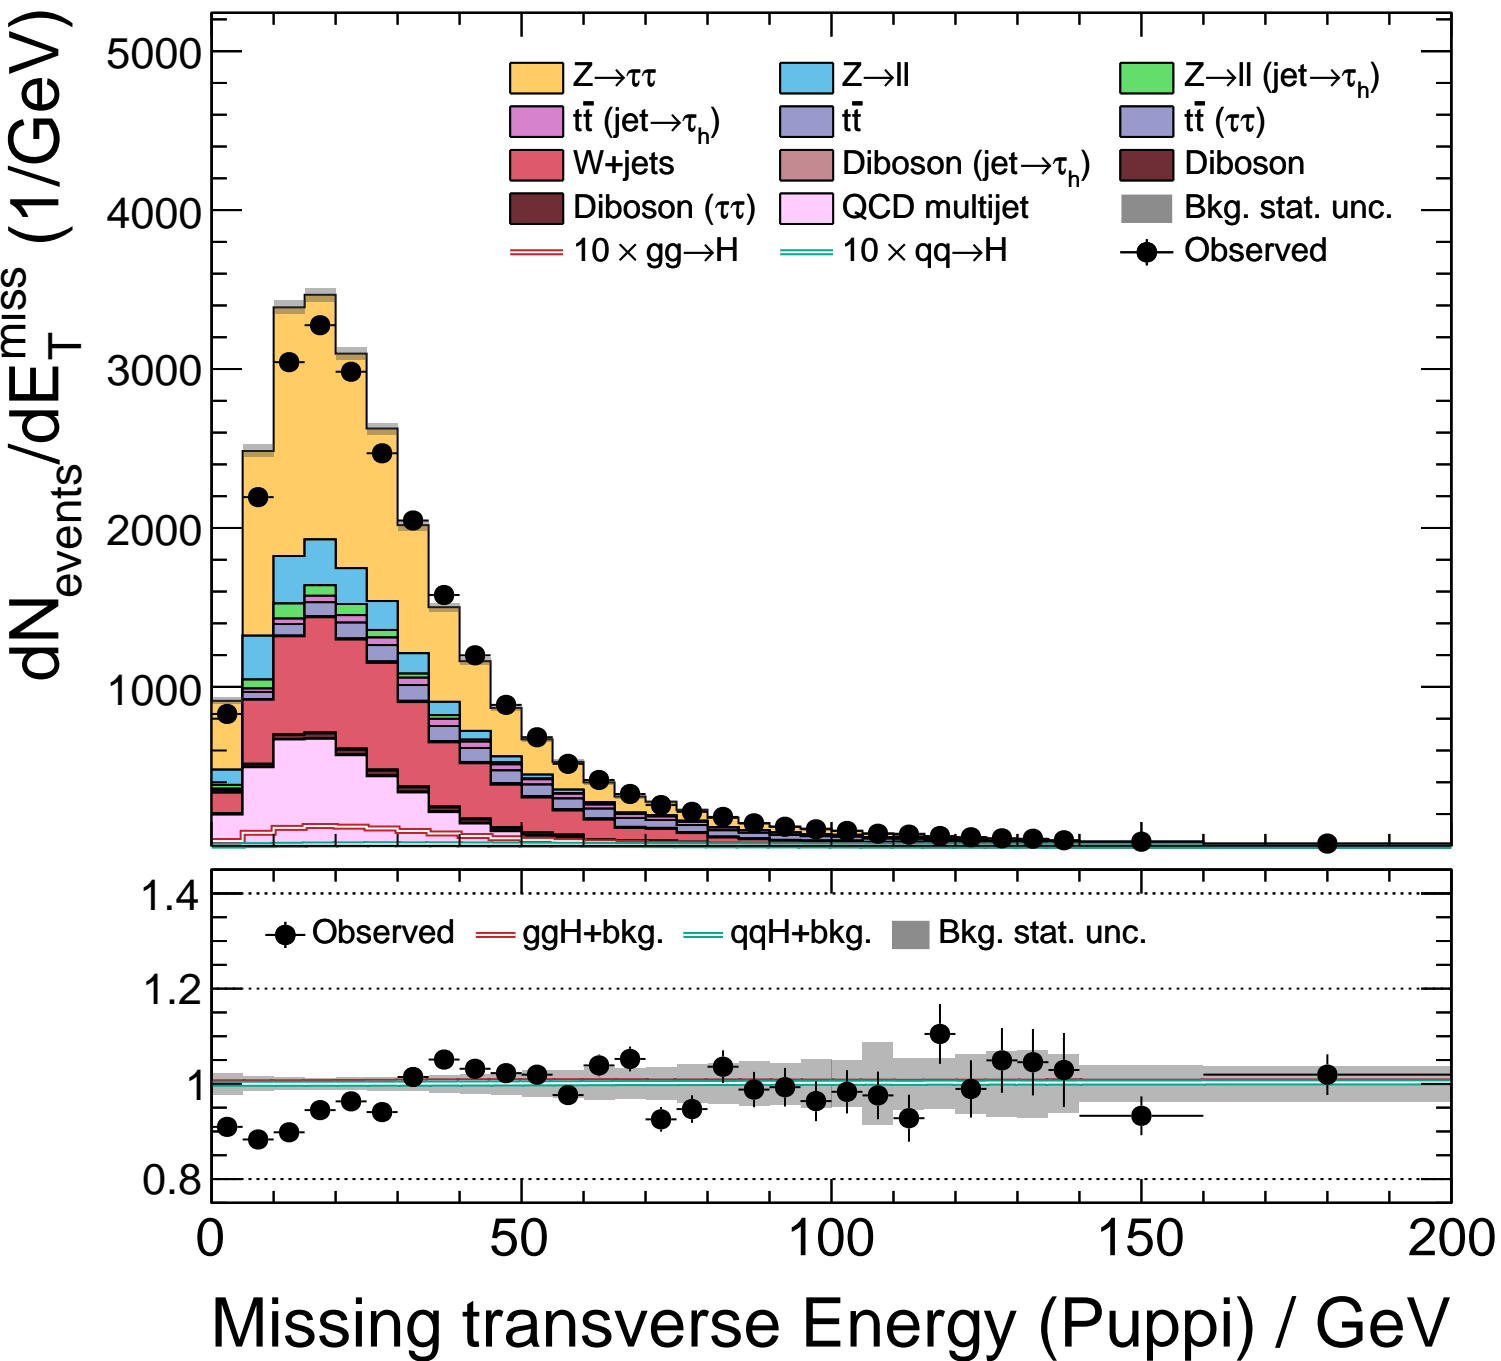 dN_events/dE_T^miss (1/GeV)
5000
4000
3000
2000
1000
Z→ττ Z→ll Z→ll (jet→τ_h)
tt̄ (jet→τ_h) tt̄ tt̄ (ττ)
W+jets Diboson (jet→τ_h) Diboson
Diboson (ττ) QCD multijet Bkg. stat. unc.
10 × gg→H 10 × qq→H Observed
1.4
1.2
1
0.8
Observed ggH+bkg. qqH+bkg. Bkg. stat. unc.
0 50 100 150 200
Missing transverse Energy (Puppi) / GeV